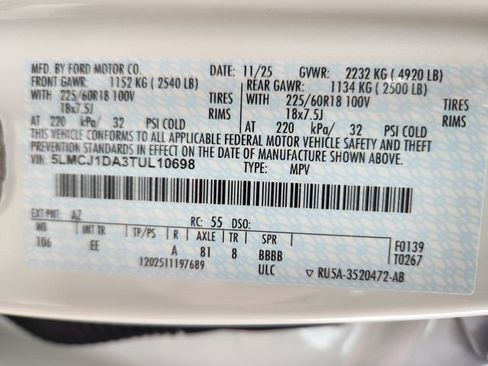 MFD. BY FORD MOTOR CO.
DATE: 11/25 GVWR: 2232 KG ( 4920 LB)
FRONT GAWR: 1152 KG ( 2540 LB) REAR GAWR: 1134 KG ( 2500 LB)
WITH 225/60R18 100V TIRES WITH 225/60R18 100V TIRES
18x7.5J RIMS 18x7.5J RIMS
AT 220 kPa/ 32 PSI COLD AT 220 kPa/ 32 PSI COLD
THIS VEHICLE CONFORMS TO ALL APPLICABLE FEDERAL MOTOR VEHICLE SAFETY
STANDARDS IN EFFECT ON THE DATE OF MANUFACTURE SHOWN ABOVE.
VIN: 5LMCJ1DA3TUL10698 TYPE: MPV
EXT PNT: AZ RC: 55 DSO:
WB INT TR TP/PS R AXLE TR SPR
106 EE A 81 8 BBBB
F0139
T0267
1202511197689 ULC ▽ RU5A-3520472-AB